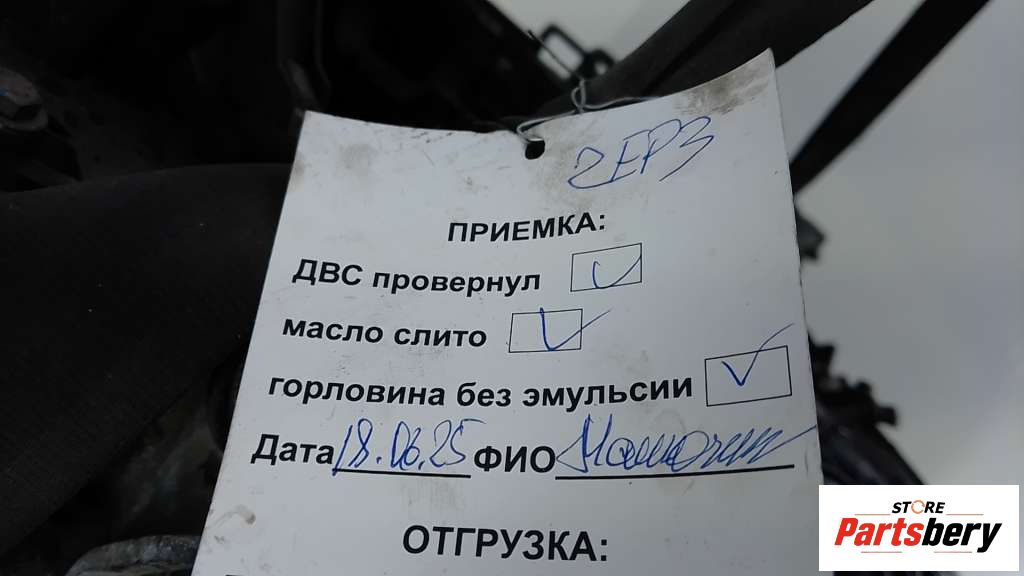 2EP3
ПРИЕМКА:
ДВС провернул
масло слито
горловина без эмульсии
Дата 18.06.25 ФИО
ОТГРУЗКА:
STORE
Partsbery